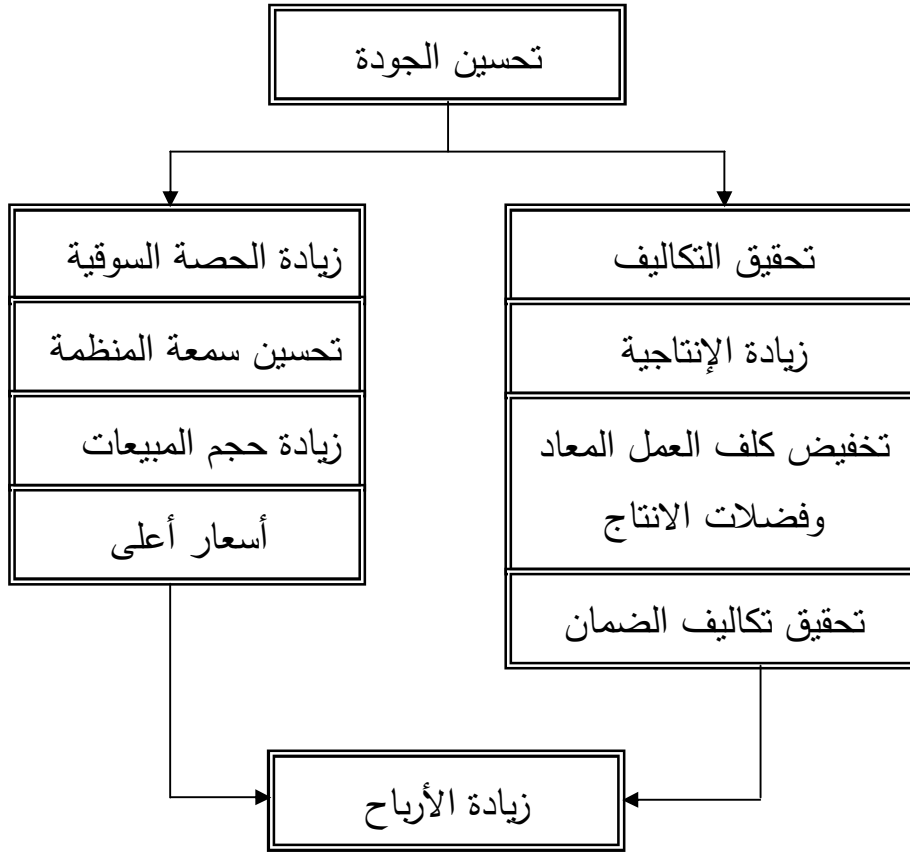 تحسين الجودة
تحقيق التكاليف
زيادة الإنتاجية
تخفيض كلف العمل المعاد
وفضلات الانتاج
تحقيق تكاليف الضمان
زيادة الحصة السوقية
تحسين سمعة المنظمة
زيادة حجم المبيعات
أسعار أعلى
زيادة الأرباح